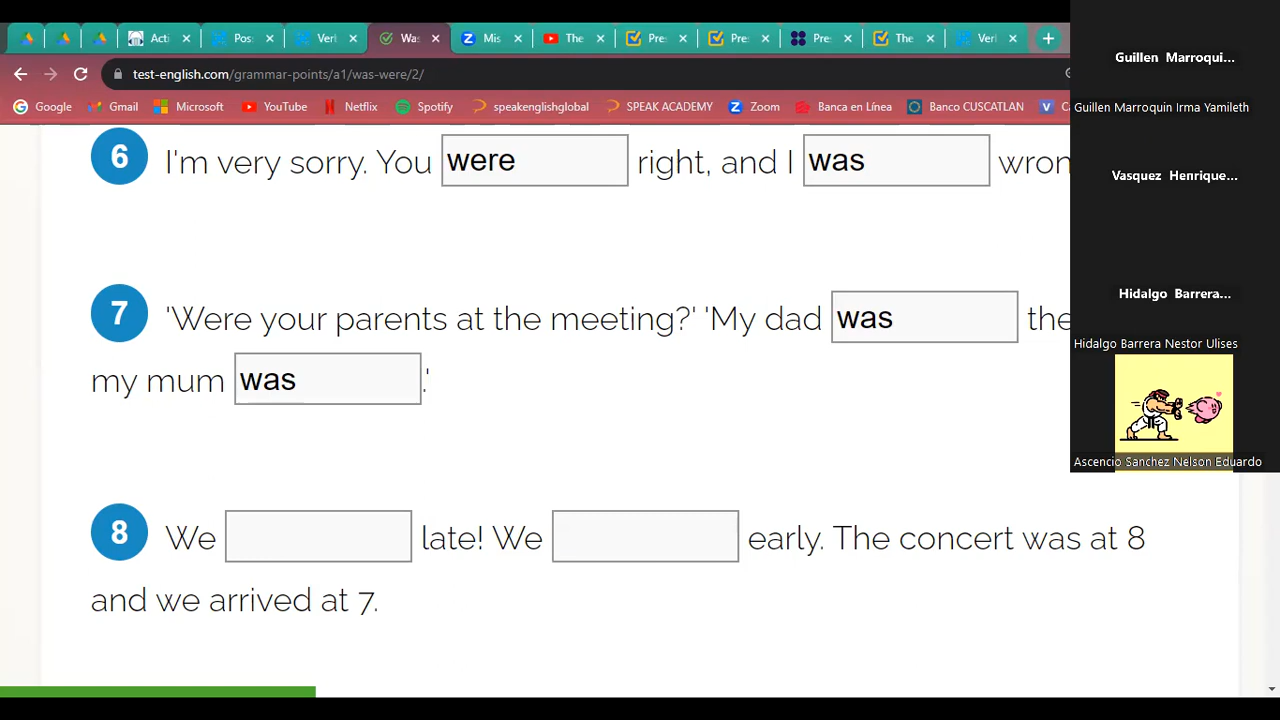 Acti
Pos
Veri
Wa
Mis
The
Pre
Pre
Pre
The
Veri
test-english.com/grammar-points/a1/was-were/2/
Google
Gmail
Microsoft
YouTube
Netflix
Spotify
speakenglishglobal
SPEAK ACADEMY
Zoom
Banca en Línea
Banco CUSCATLAN
Guillen Marroqui...
Guillen Marroquin Irma Yamileth
Vasquez Henrique...
Hidalgo Barrera...
Hidalgo Barrera Nestor Ulises
Ascencio Sanchez Nelson Eduardo
6 I'm very sorry. You were right, and I was wron
7 'Were your parents at the meeting?' 'My dad was the
my mum was .'
8 We late! We early. The concert was at 8
and we arrived at 7.